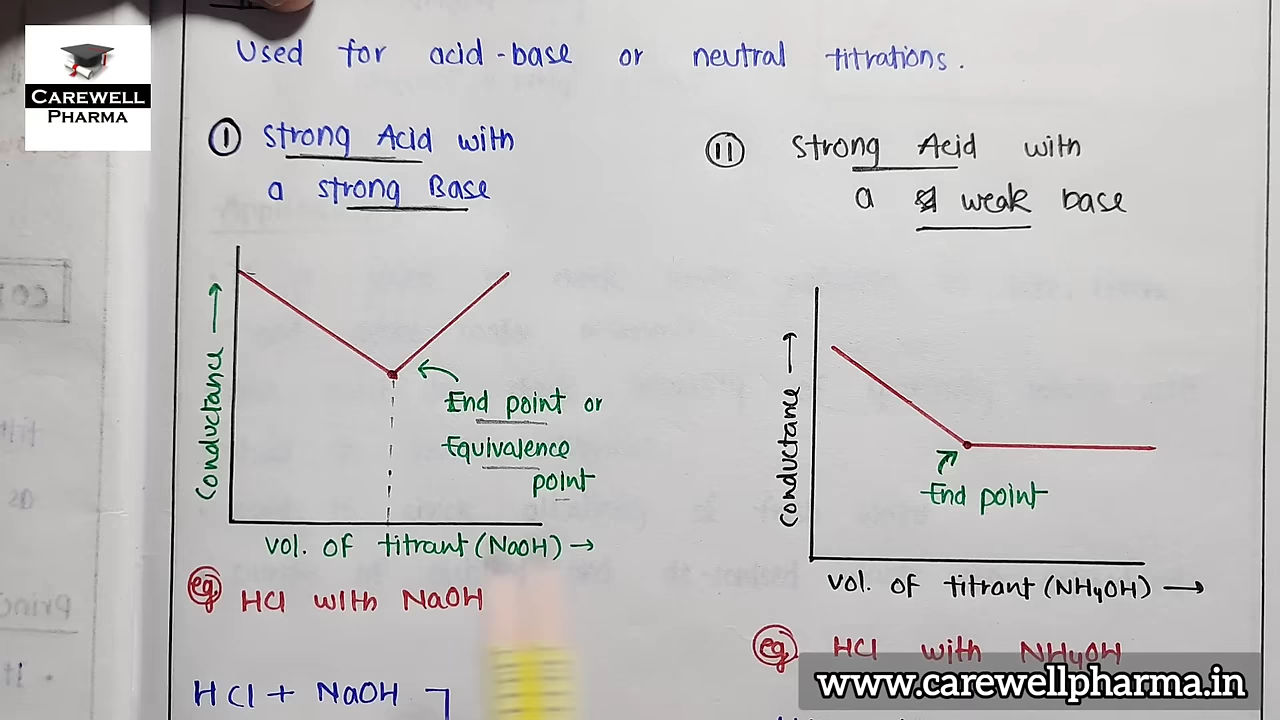 CAREWELL
PHARMA
Used for acid-base or neutral titrations.
I Strong Acid with
a strong Base
Conductance →
End point or
Equivalence
point
vol. of titrant (NaOH) →
eg HCl with NaOH
HCl + NaOH
II Strong Acid with
a weak base
Conductance →
End point
vol. of titrant (NH4OH) →
eg HCl with NH4OH
www.carewellpharma.in